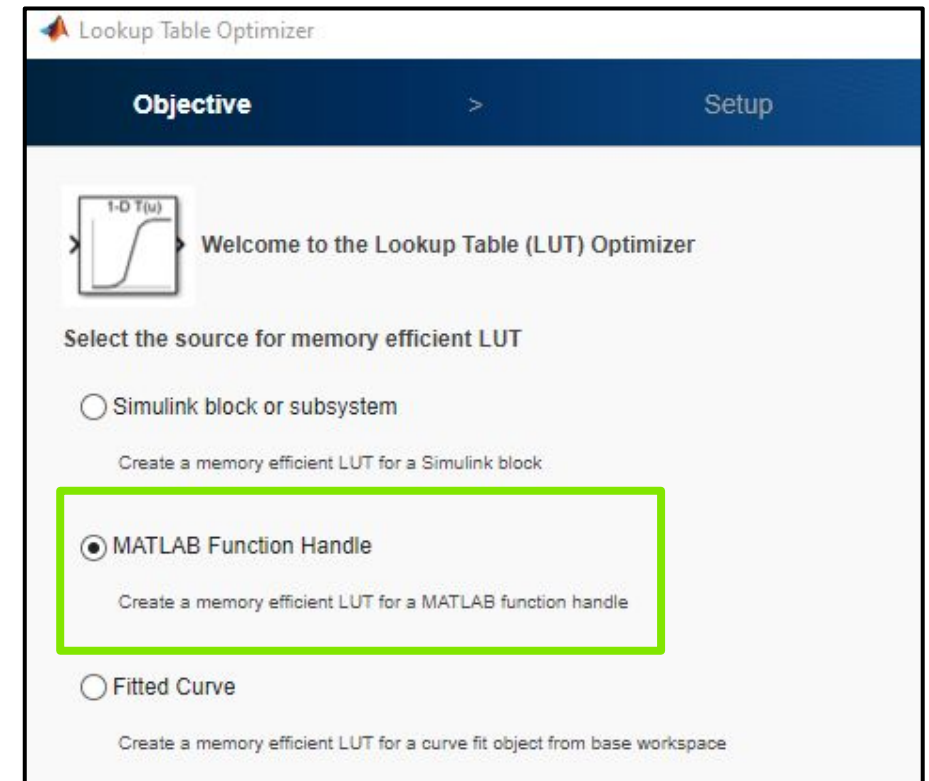 Lookup Table Optimizer
Objective > Setup
1-D T(u)
Welcome to the Lookup Table (LUT) Optimizer
Select the source for memory efficient LUT
Simulink block or subsystem
Create a memory efficient LUT for a Simulink block
MATLAB Function Handle
Create a memory efficient LUT for a MATLAB function handle
Fitted Curve
Create a memory efficient LUT for a curve fit object from base workspace